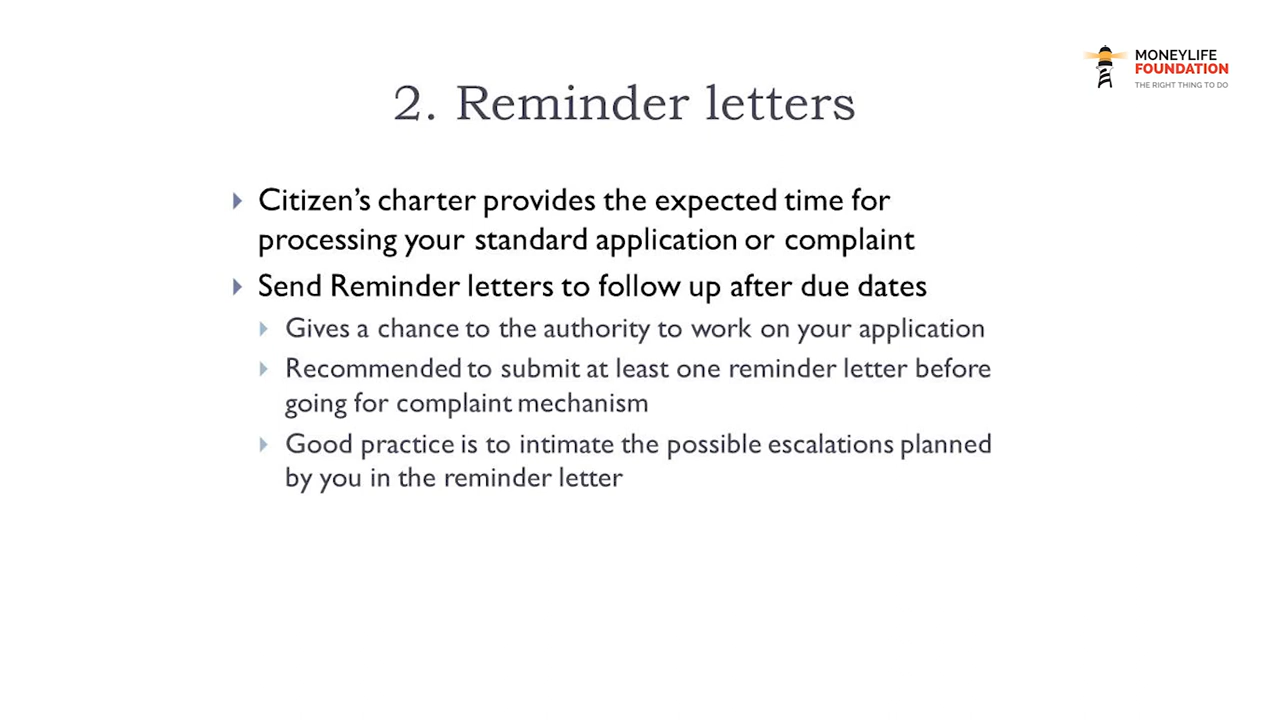 MONEYLIFE
FOUNDATION
THE RIGHT THING TO DO
2. Reminder letters
Citizen's charter provides the expected time for
processing your standard application or complaint
Send Reminder letters to follow up after due dates
Gives a chance to the authority to work on your application
Recommended to submit at least one reminder letter before
going for complaint mechanism
Good practice is to intimate the possible escalations planned
by you in the reminder letter